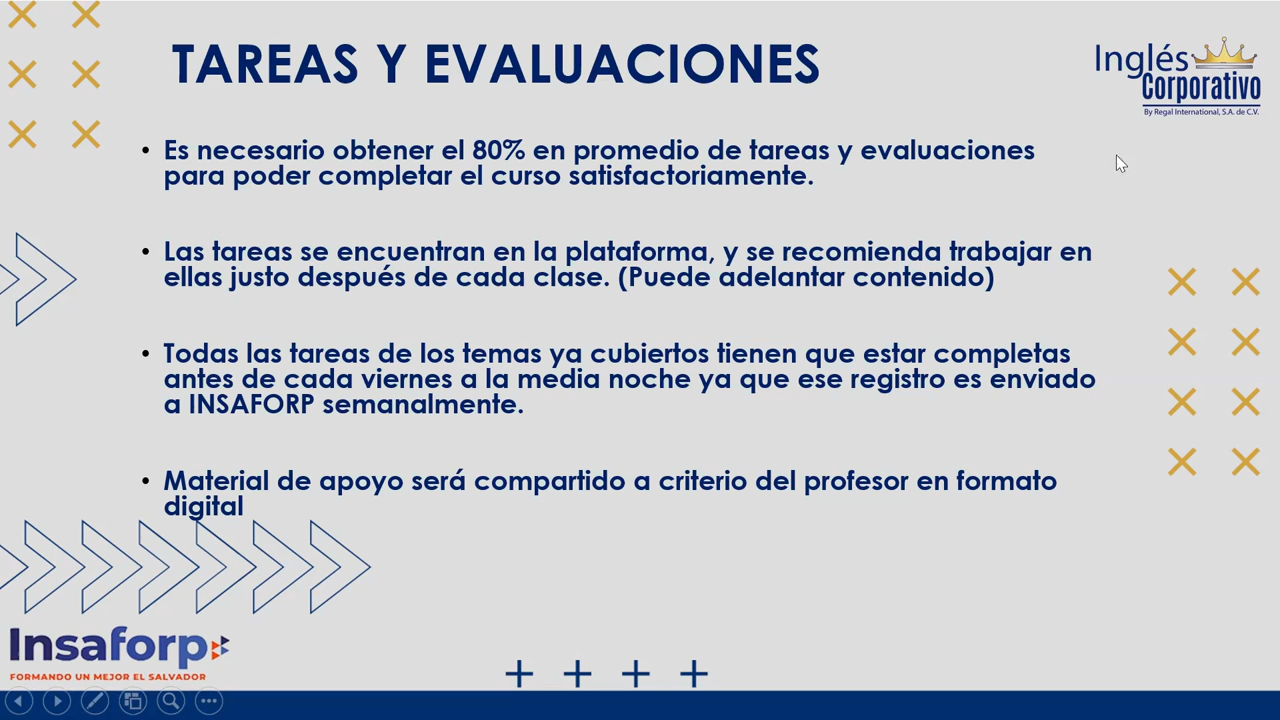 TAREAS Y EVALUACIONES
Inglés
Corporativo
By Regal International, S.A. de C.V.
• Es necesario obtener el 80% en promedio de tareas y evaluaciones
para poder completar el curso satisfactoriamente.
• Las tareas se encuentran en la plataforma, y se recomienda trabajar en
ellas justo después de cada clase. (Puede adelantar contenido)
• Todas las tareas de los temas ya cubiertos tienen que estar completas
antes de cada viernes a la media noche ya que ese registro es enviado
a INSAFORP semanalmente.
• Material de apoyo será compartido a criterio del profesor en formato
digital
Insaforp
FORMANDO UN MEJOR EL SALVADOR